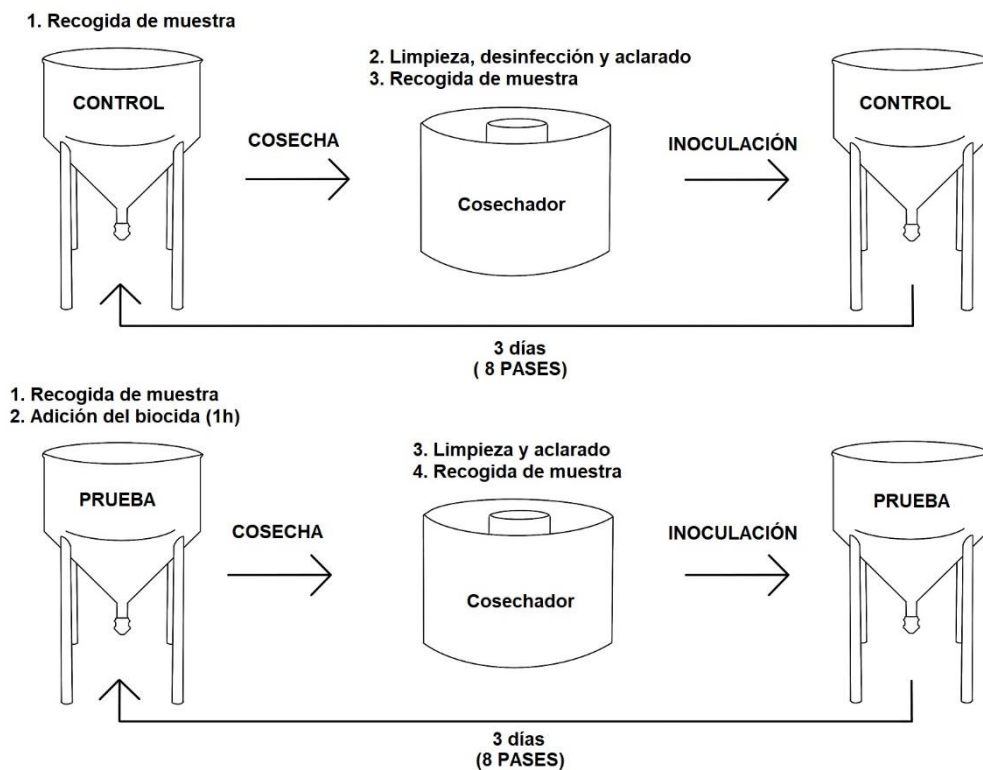 1. Recogida de muestra
2. Limpieza, desinfección y aclarado
3. Recogida de muestra
CONTROL
COSECHA
Cosechador
INOCULACIÓN
CONTROL
3 días
( 8 PASES)
1. Recogida de muestra
2. Adición del biocida (1h)
3. Limpieza y aclarado
4. Recogida de muestra
PRUEBA
COSECHA
Cosechador
INOCULACIÓN
PRUEBA
3 días
(8 PASES)